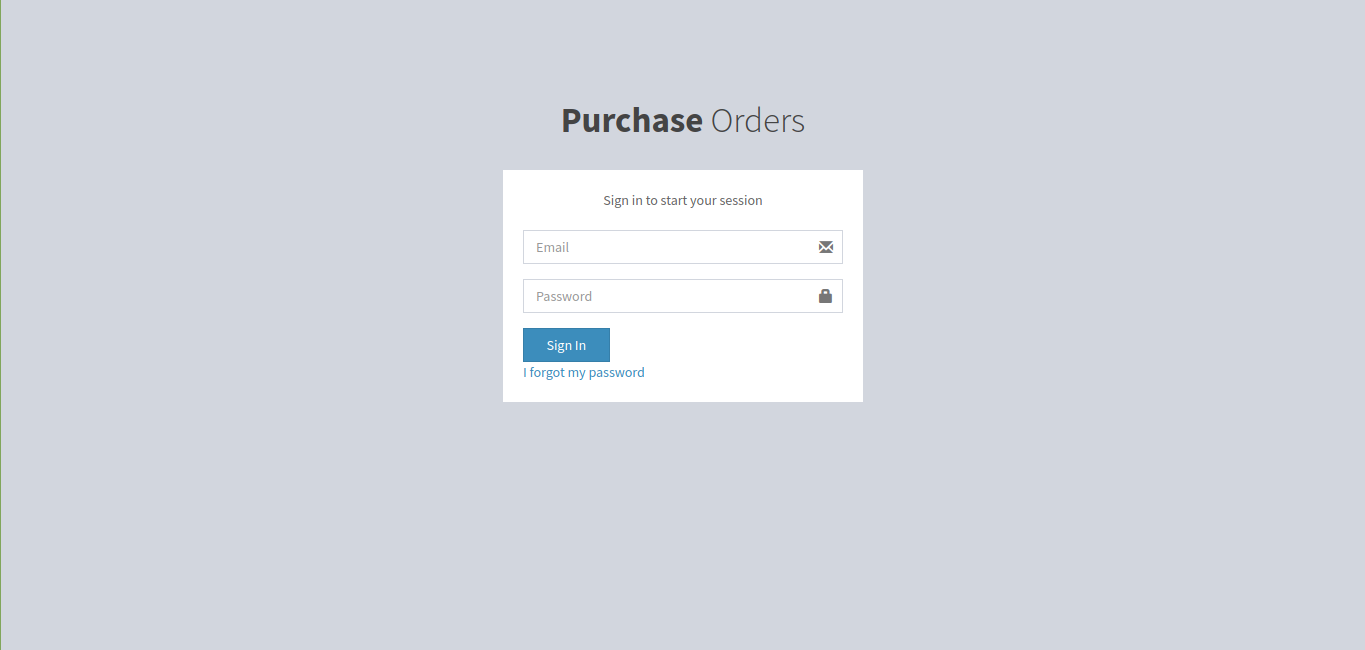 Purchase Orders
Sign in to start your session
Email
Password
Sign In
I forgot my password